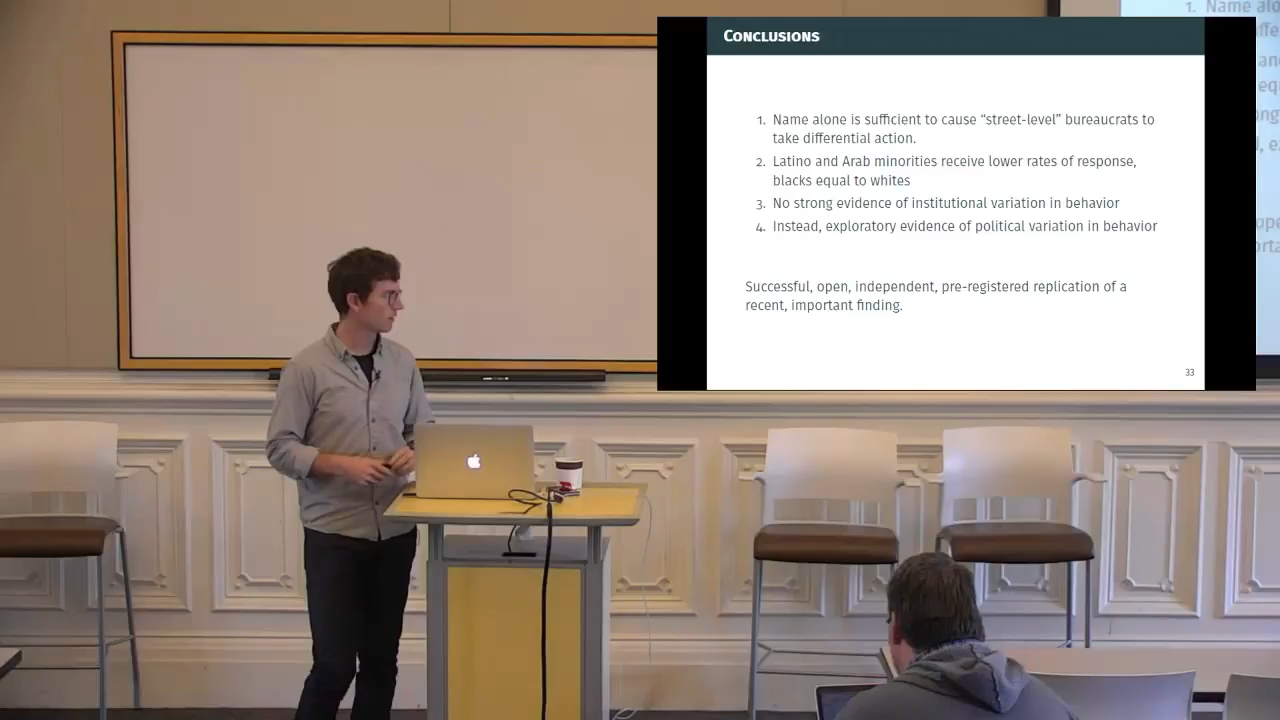 CONCLUSIONS
1. Name alone is sufficient to cause “street-level” bureaucrats to
take differential action.
2. Latino and Arab minorities receive lower rates of response,
blacks equal to whites
3. No strong evidence of institutional variation in behavior
4. Instead, exploratory evidence of political variation in behavior
Successful, open, independent, pre-registered replication of a
recent, important finding.
33
1. Name alo